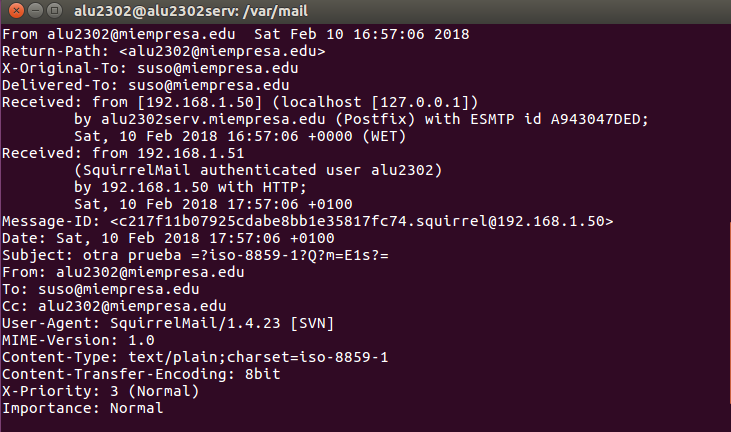 alu2302@alu2302serv: /var/mail
From alu2302@miempresa.edu  Sat Feb 10 16:57:06 2018
Return-Path: <alu2302@miempresa.edu>
X-Original-To: suso@miempresa.edu
Delivered-To: suso@miempresa.edu
Received: from [192.168.1.50] (localhost [127.0.0.1])
        by alu2302serv.miempresa.edu (Postfix) with ESMTP id A943047DED;
        Sat, 10 Feb 2018 16:57:06 +0000 (WET)
Received: from 192.168.1.51
        (SquirrelMail authenticated user alu2302)
        by 192.168.1.50 with HTTP;
        Sat, 10 Feb 2018 17:57:06 +0100
Message-ID: <c217f11b07925cdabe8bb1e35817fc74.squirrel@192.168.1.50>
Date: Sat, 10 Feb 2018 17:57:06 +0100
Subject: otra prueba =?iso-8859-1?Q?m=E1s?=
From: alu2302@miempresa.edu
To: suso@miempresa.edu
Cc: alu2302@miempresa.edu
User-Agent: SquirrelMail/1.4.23 [SVN]
MIME-Version: 1.0
Content-Type: text/plain;charset=iso-8859-1
Content-Transfer-Encoding: 8bit
X-Priority: 3 (Normal)
Importance: Normal